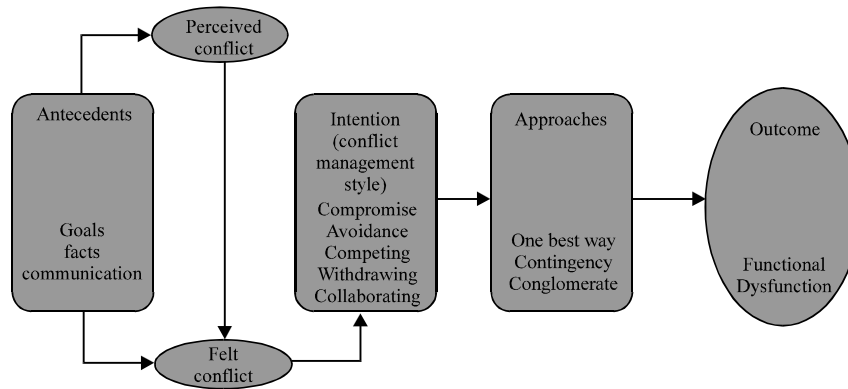 Perceived
conflict
Antecedents
Goals
facts
communication
Felt
conflict
Intention
(conflict
management
style)
Compromise
Avoidance
Competing
Withdrawing
Collaborating
Approaches
One best way
Contingency
Conglomerate
Outcome
Functional
Dysfunction